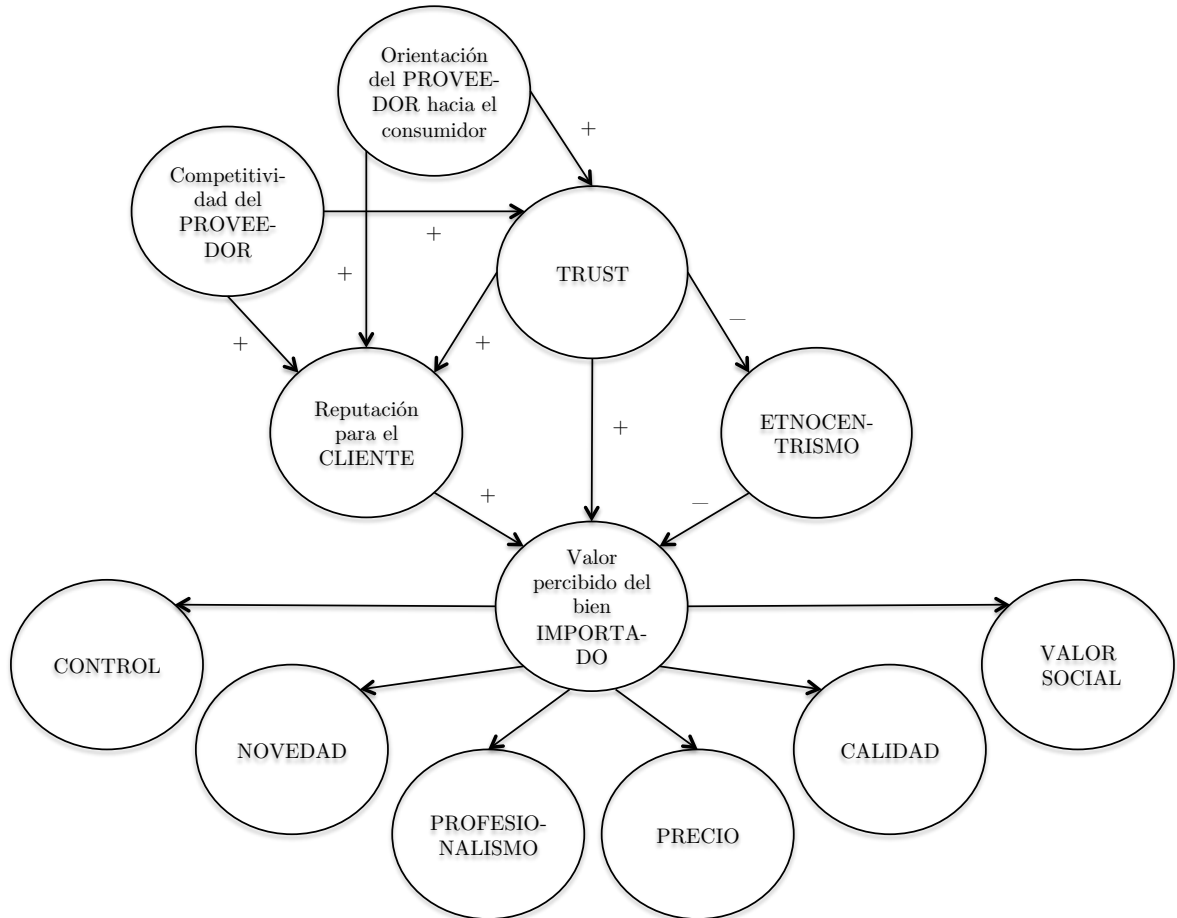 Orientación
del PROVEE-
DOR hacia el
consumidor
+
Competitivi-
dad del
PROVEE-
DOR
+
TRUST
+
+
+
−
Reputación
para el
CLIENTE
+
ETNOCEN-
TRISMO
+
−
Valor
percibido del
bien
IMPORTA-
DO
CONTROL
VALOR
SOCIAL
NOVEDAD
CALIDAD
PROFESIO-
NALISMO
PRECIO